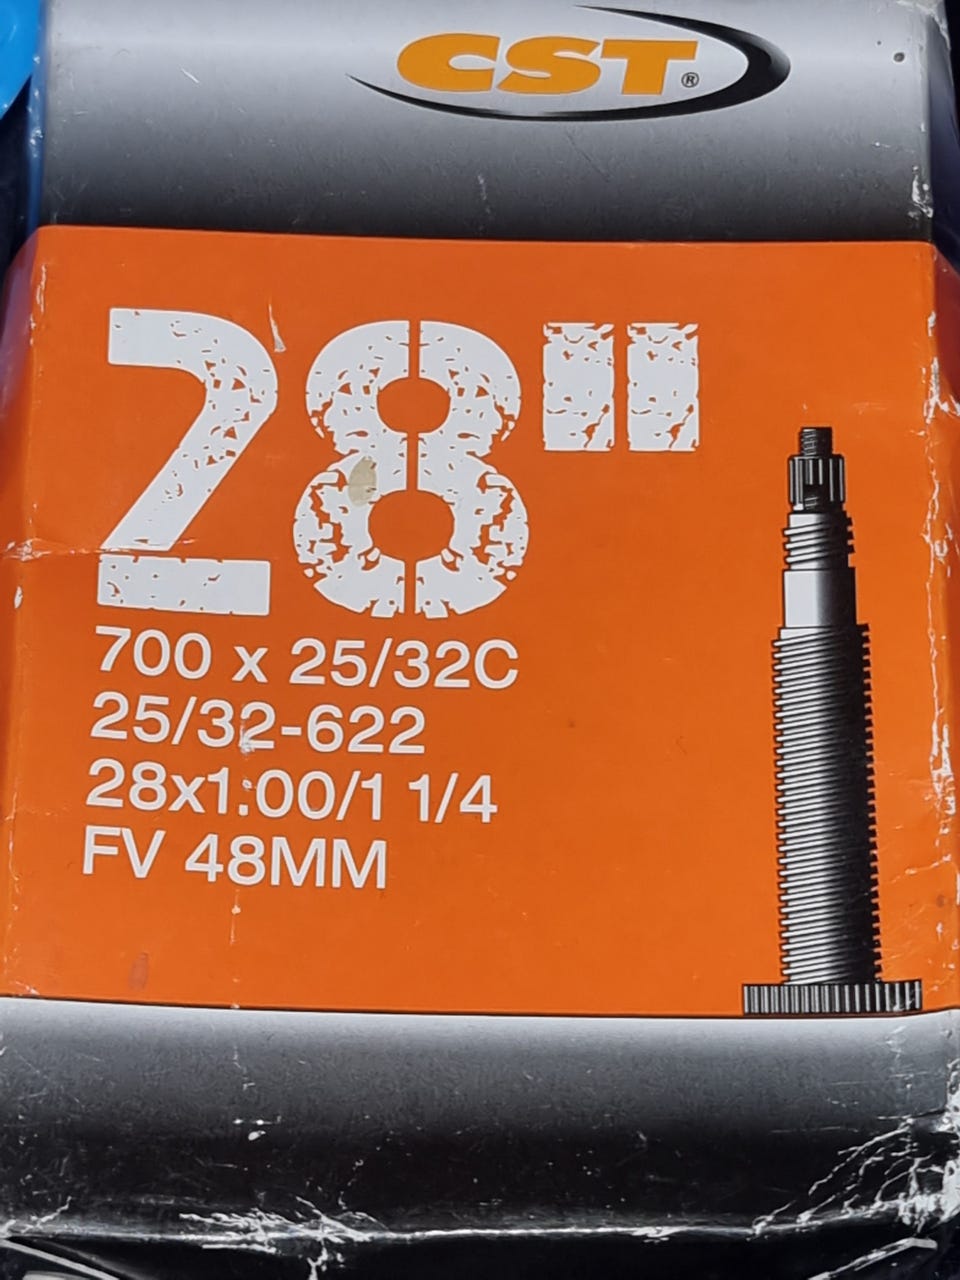 CST®
28"
700 x 25/32C
25/32-622
28x1.00/1 1/4
FV 48MM